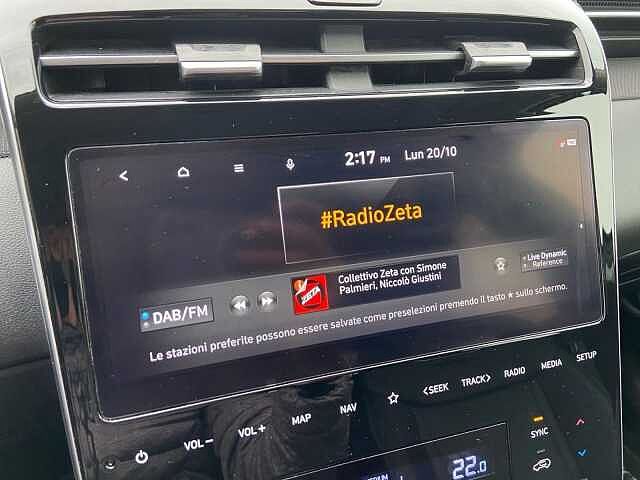 2:17 PM Lun 20/10
#RadioZeta
Collettivo Zeta con Simone
Palmieri, Niccolò Giustini
ZETA
Live Dynamic
Reference
DAB/FM
Le stazioni preferite possono essere salvate come preselezioni premendo il tasto ★ sullo schermo.
VOL− VOL+ MAP NAV ☆ <SEEK TRACK> RADIO MEDIA SETUP
SYNC
22.0